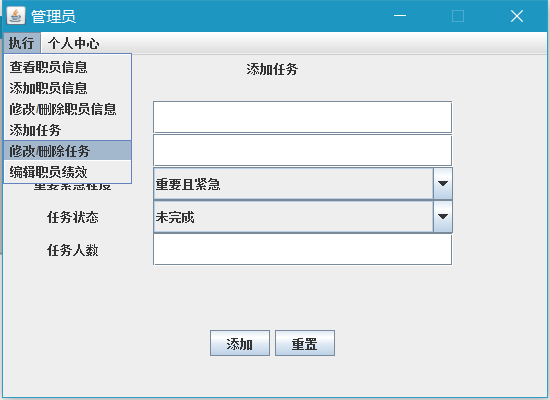 管理员
执行 个人中心
查看职员信息
添加职员信息
修改/删除职员信息
添加任务
修改/删除任务
编辑职员绩效
添加任务
重要紧急程度 重要且紧急
任务状态 未完成
任务人数
添加 重置